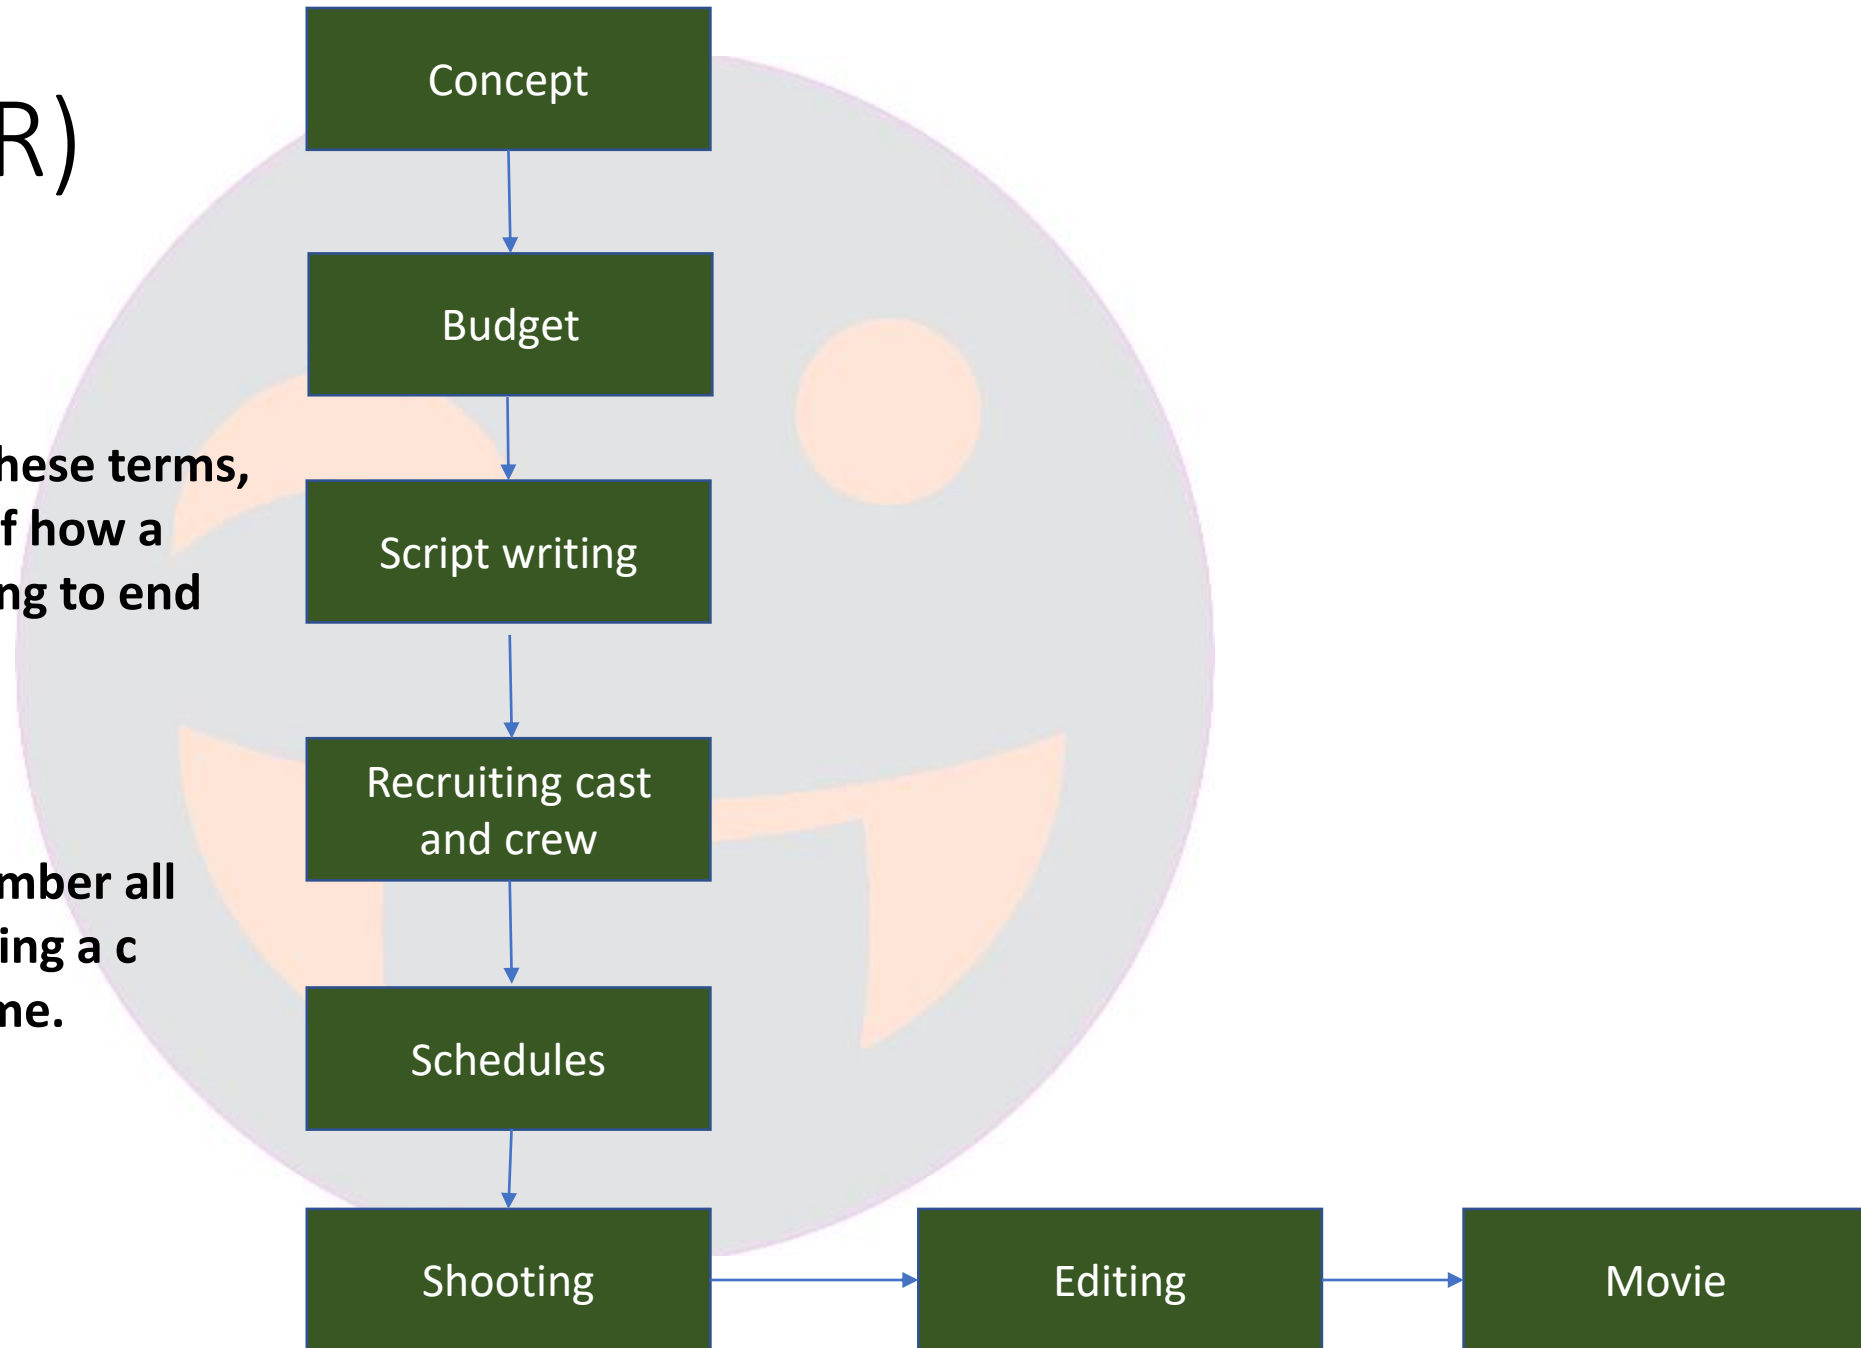 R)
hese terms,
f how a
ng to end
mber all
ing a c
me.
Concept
Budget
Script writing
Recruiting cast
and crew
Schedules
Shooting
Editing
Movie